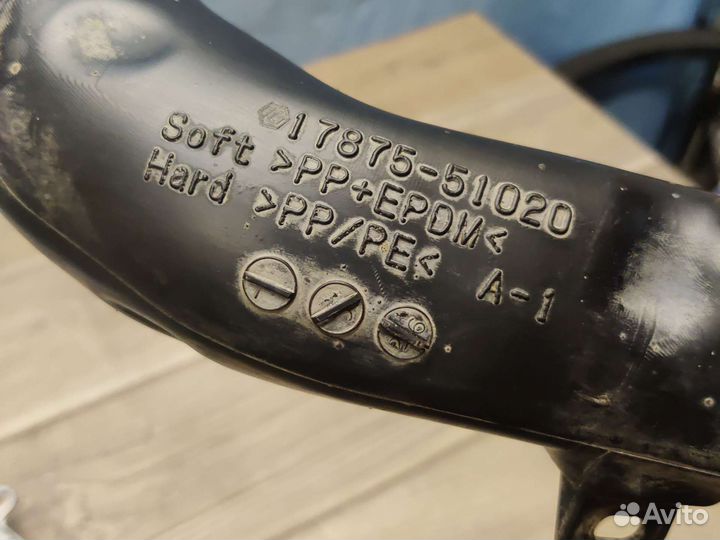 17875-51020
Soft >PP+EPDM<
Hard >PP/PE< A-1
Avito